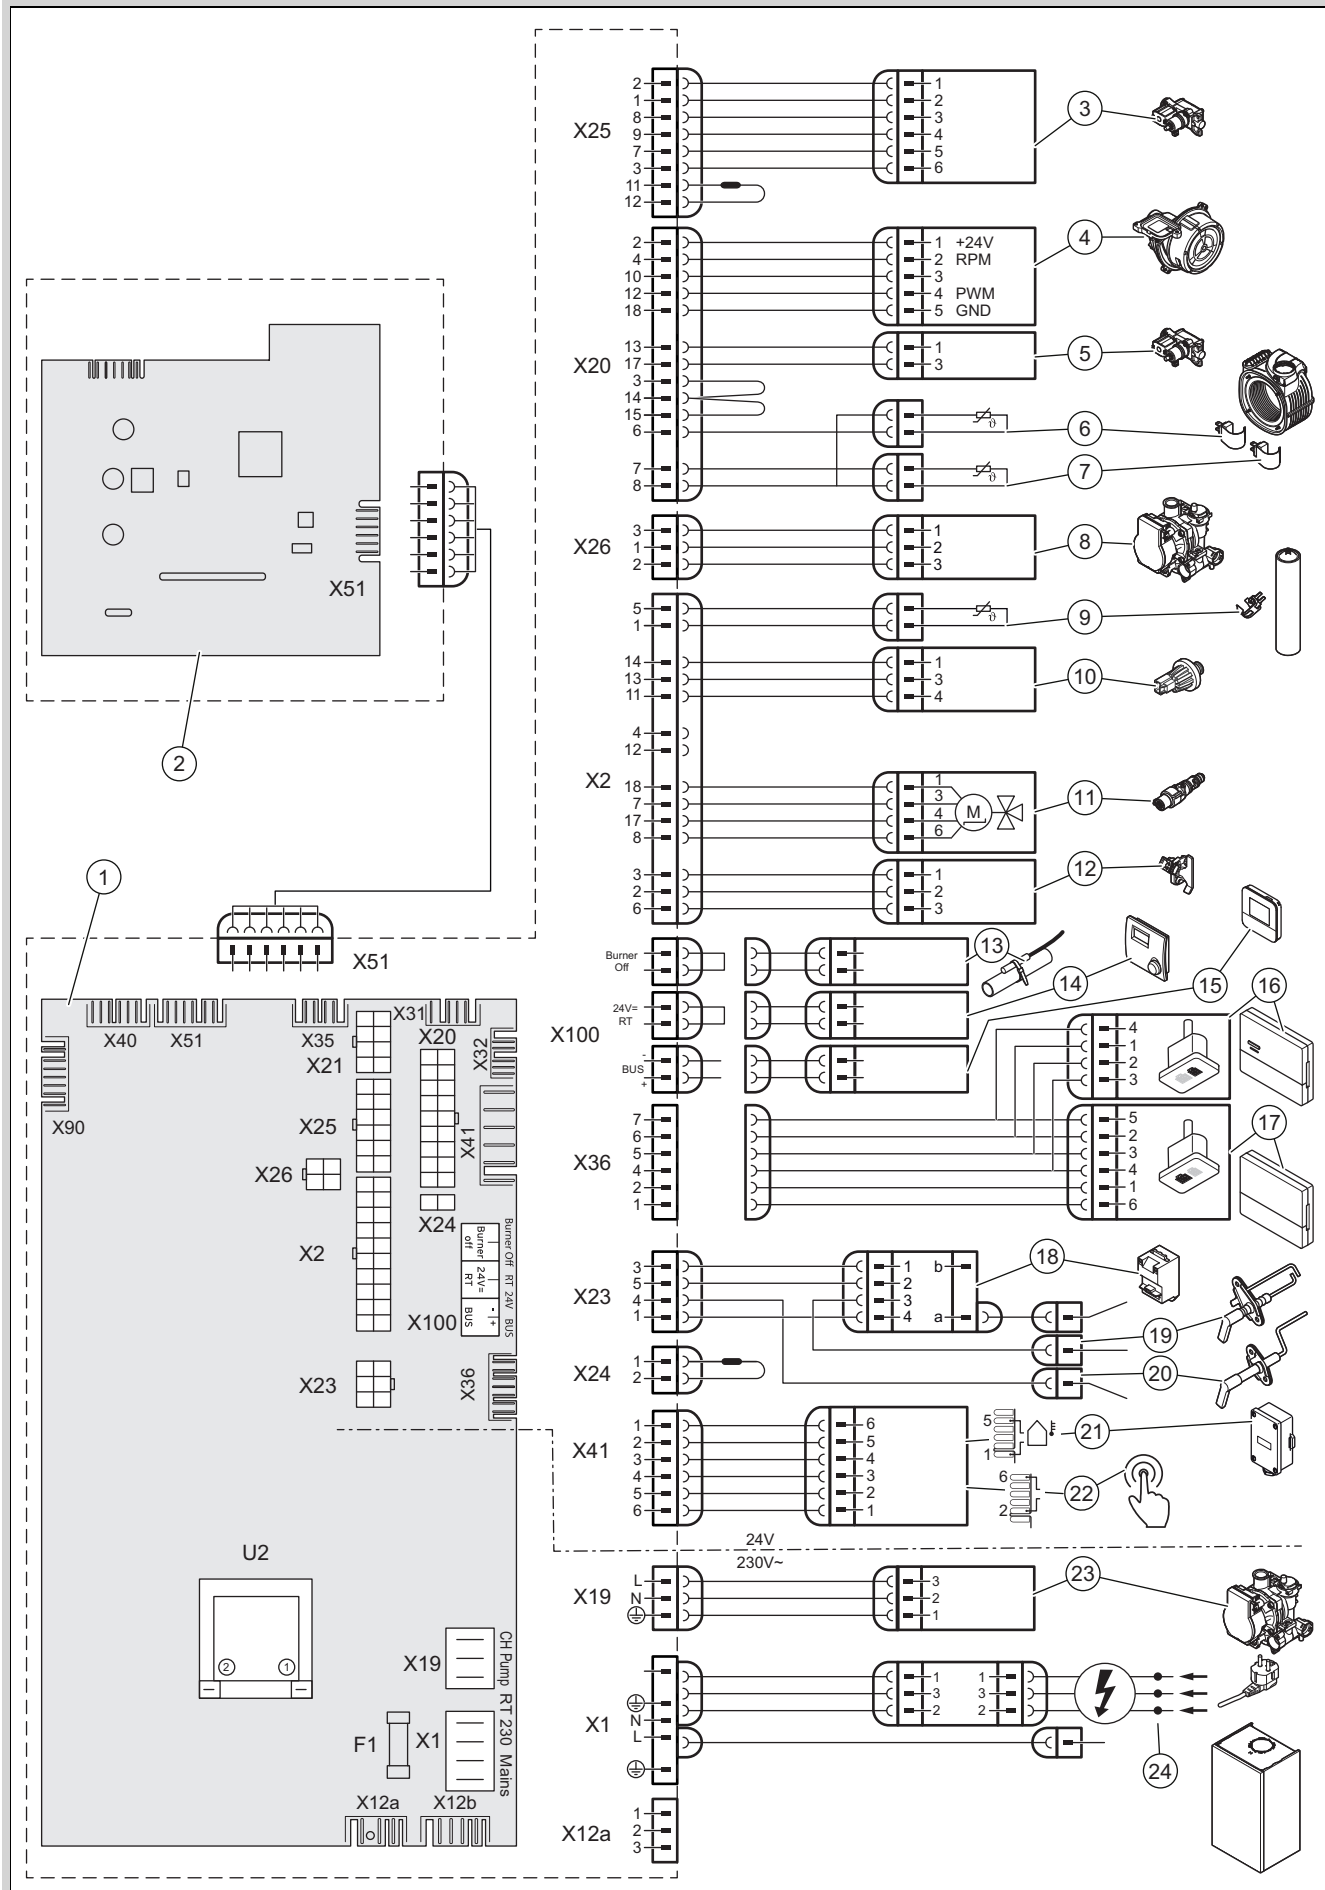 X25
2 1
1 2
8 3
9 4
7 5
3 6
11
12
3
2 1 +24V
4 2 RPM
10 3
12 4 PWM
18 5 GND
4
X20
13 1
17 3
3
14
15
6
7
8
5
ϑ
6
ϑ
7
X26
3 1
1 2
2 3
8
X51
2
X2
5
1
ϑ
9
14 1
13 3
11 4
10
4
12
18 1
7 3
17 4
8 6
M
11
3 1
2 2
6 3
12
1
X51
X100
Burner
Off
13
24V=
RT
14
-
BUS
+
15
4
1
2
3
16
X36
7 5
6 2
5 3
4 4
2 1
1 6
17
X23
3 1 b
5 2
4 3
1 4 a
18
19
20
X24
1
2
X41
1 6
2 5
3 4
4 3
5 2
6 1
5
1
21
6
2
22
24V
230V~
X19
L 3
N 2
1
23
X1
N
L
1 1
3 3
2 2
24
X12a
1
2
3
X40
X51
X35
X31
X21
X20
X32
X90
X25
X41
X26
X24
X2
Burner
off
24V=
RT
-
+
BUS
Burner Off RT 24V BUS
X100
X23
X36
U2
2
1
X19
CH Pump RT 230 Mains
F1
X1
X12a
X12b